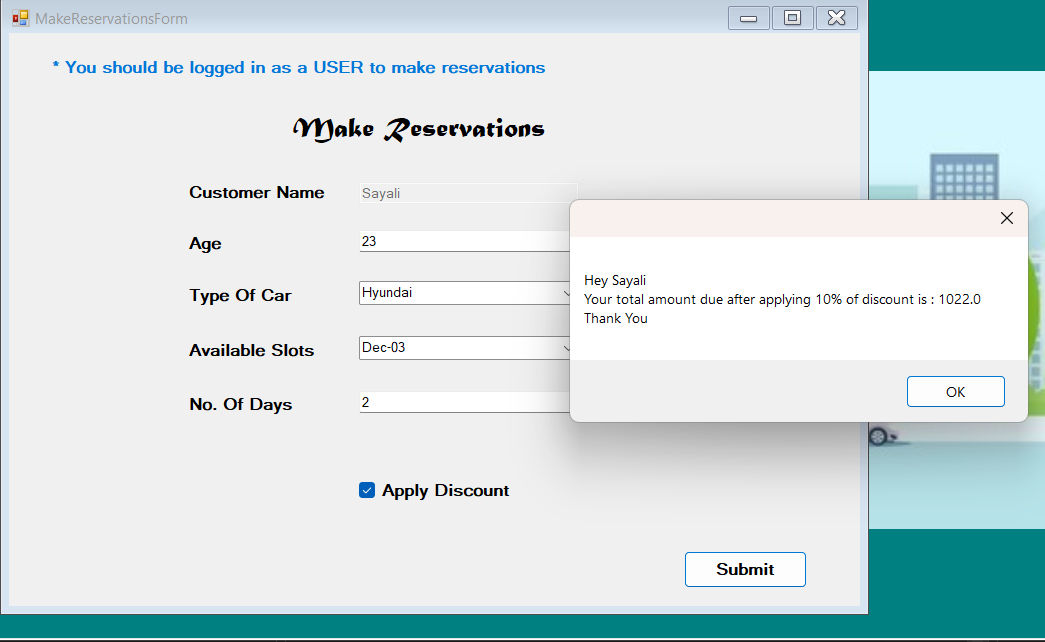 MakeReservationsForm
* You should be logged in as a USER to make reservations
Make Reservations
Customer Name Sayali
Age 23
Type Of Car Hyundai
Available Slots Dec-03
No. Of Days 2
Apply Discount
Submit
Hey Sayali
Your total amount due after applying 10% of discount is : 1022.0
Thank You
OK